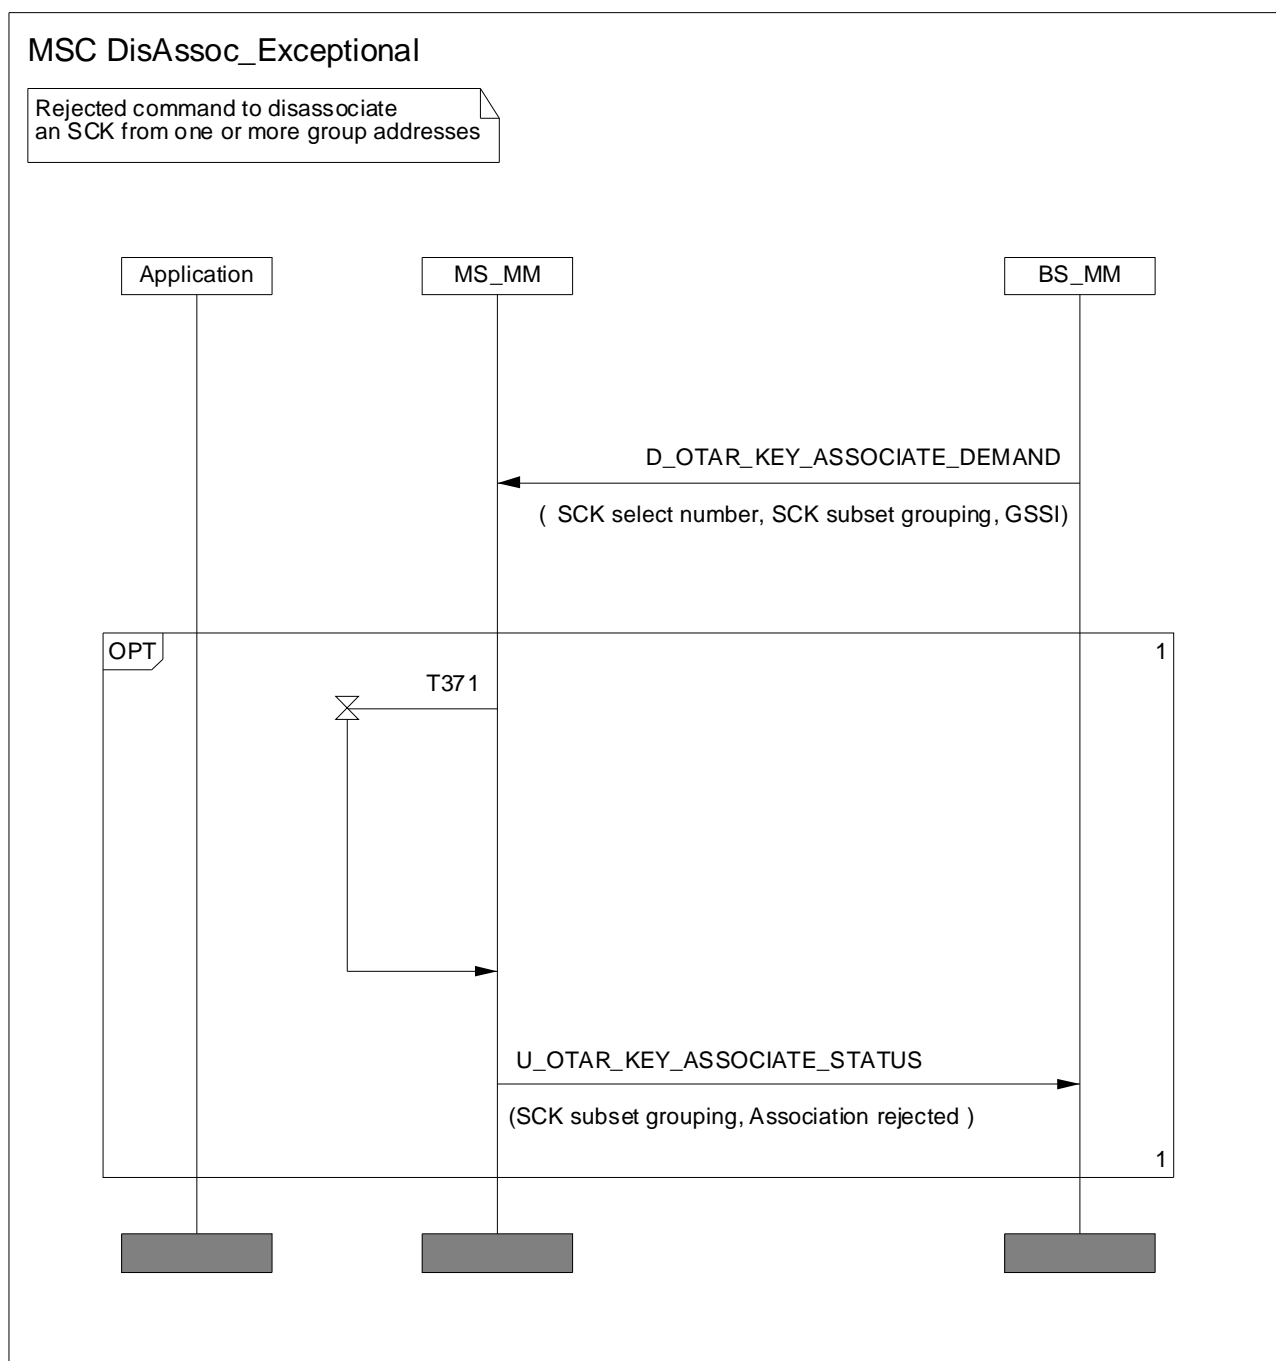 MSC DisAssoc_Exceptional
Rejected command to disassociate
an SCK from one or more group addresses
Application
MS_MM
BS_MM
D_OTAR_KEY_ASSOCIATE_DEMAND
( SCK select number, SCK subset grouping, GSSI)
OPT
1
T371
U_OTAR_KEY_ASSOCIATE_STATUS
(SCK subset grouping, Association rejected )
1